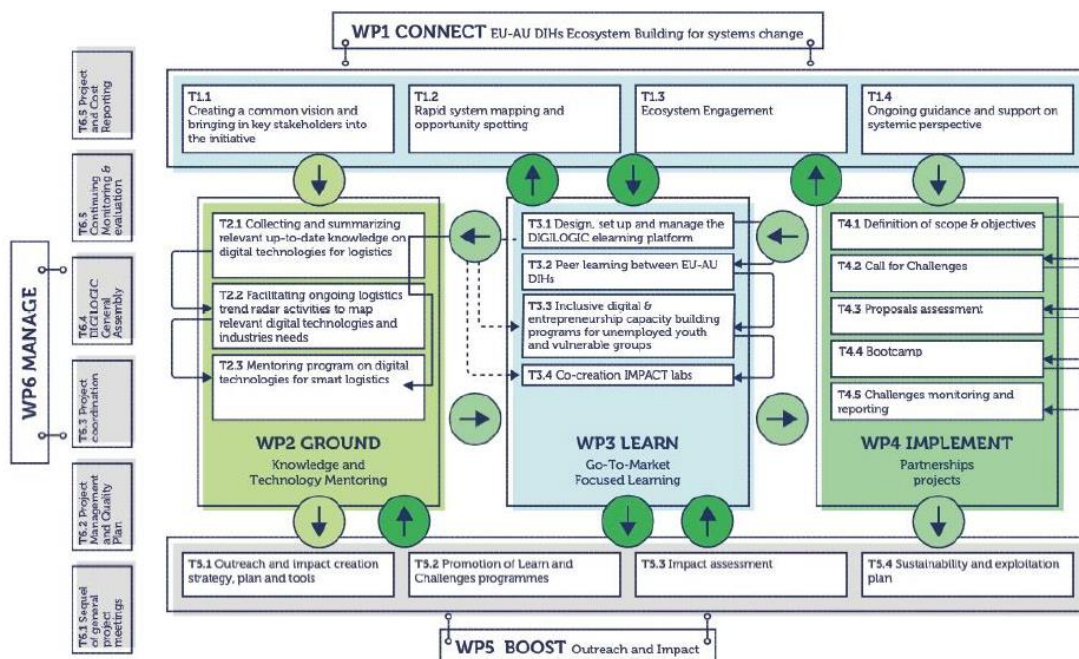 WP1 CONNECT EU-AU DIHs Ecosystem Building for systems change
T1.1
Creating a common vision and
bringing in key stakeholders into
the initiative
T1.2
Rapid system mapping and
opportunity spotting
T1.3
Ecosystem Engagement
T1.4
Ongoing guidance and support on
systemic perspective
WP6 MANAGE
T6.5 Project
and Cost
Reporting
T6.5
Continuing
Monitoring &
evaluation
T6.4
DIGILOGIC
General
Assembly
T6.3 Project
coordination
T6.2 Project
Management
and Quality
Plan
T6.1 Sequel
of general
project
meetings
T2.1 Collecting and summarizing
relevant up-to-date knowledge on
digital technologies for logistics
T2.2 Facilitating ongoing logistics
trend radar activities to map
relevant digital technologies and
industries needs
T2.3 Mentoring program on digital
technologies for smart logistics
WP2 GROUND
Knowledge and
Technology Mentoring
T3.1 Design, set up and manage the
DIGILOGIC elearning platform
T3.2 Peer learning between EU-AU
DIHs
T3.3 Inclusive digital &
entrepreneurship capacity building
programs for unemployed youth
and vulnerable groups
T3.4 Co-creation IMPACT labs
WP3 LEARN
Go-To-Market
Focused Learning
T4.1 Definition of scope & objectives
T4.2 Call for Challenges
T4.3 Proposals assessment
T4.4 Bootcamp
T4.5 Challenges monitoring and
reporting
WP4 IMPLEMENT
Partnerships
projects
T5.1 Outreach and impact creation
strategy, plan and tools
T5.2 Promotion of Learn and
Challenges programmes
T5.3 Impact assessment
T5.4 Sustainability and exploitation
plan
WP5 BOOST Outreach and Impact